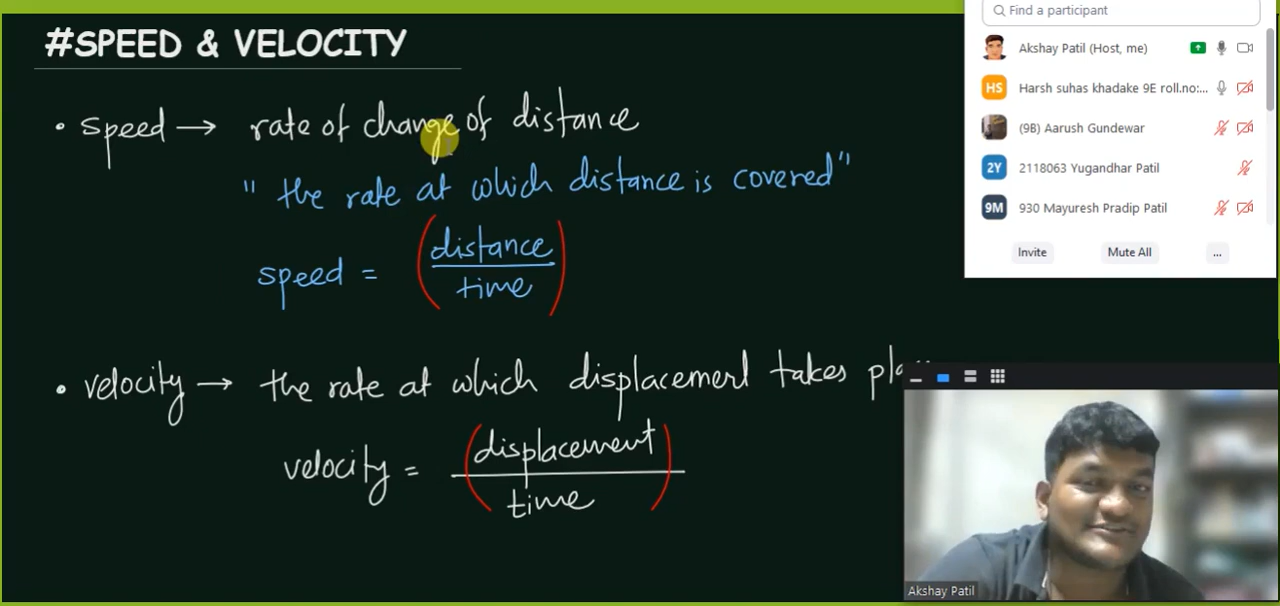 #SPEED & VELOCITY
• speed → rate of change of distance
" the rate at which distance is covered"
speed = (distance
time)
• velocity → the rate at which displacement takes
velocity = (displacement
time)
Find a participant
Akshay Patil (Host, me)
HS Harsh suhas khadake 9E roll.no:...
(9B) Aarush Gundewar
2Y 2118063 Yugandhar Patil
9M 930 Mayuresh Pradip Patil
Invite Mute All ...
Akshay Patil